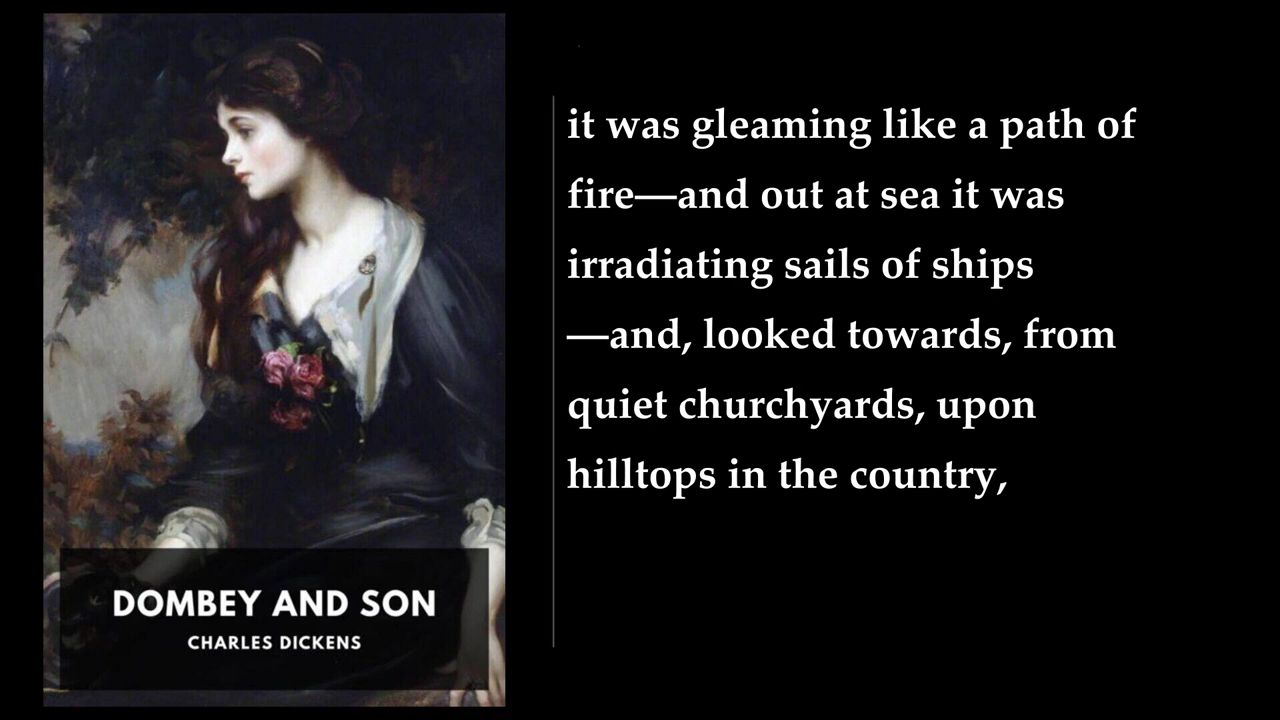 DOMBEY AND SON
CHARLES DICKENS
it was gleaming like a path of
fire—and out at sea it was
irradiating sails of ships
—and, looked towards, from
quiet churchyards, upon
hilltops in the country,